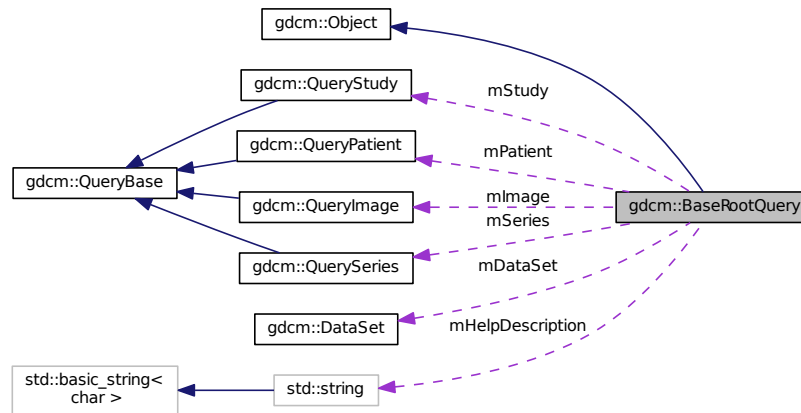 gdcm::Object
gdcm::QueryStudy
mStudy
gdcm::QueryPatient
mPatient
gdcm::QueryBase
mImage
gdcm::QueryImage
gdcm::BaseRootQuery
mSeries
gdcm::QuerySeries
mDataSet
gdcm::DataSet
mHelpDescription
std::basic_string<
char >
std::string